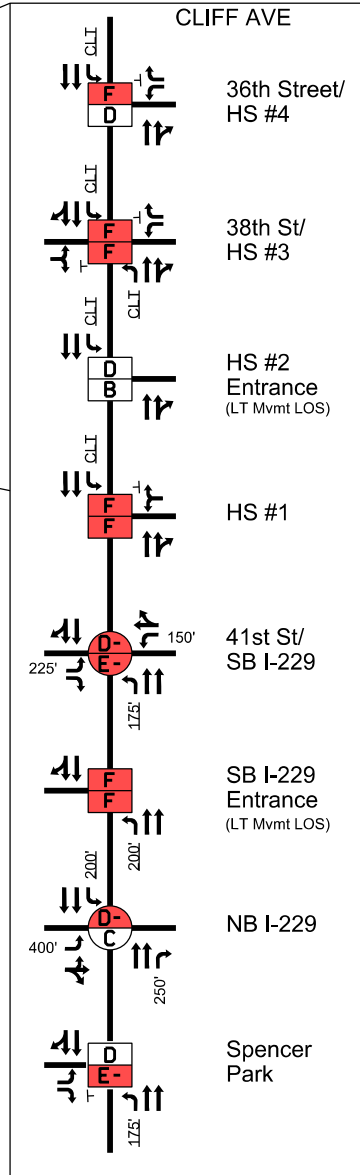 CLIFF AVE
CLT
F
D
36th Street/
HS #4
CLT
F
F
38th St/
HS #3
CLT
CLT
D
B
HS #2
Entrance
(LT Mvmt LOS)
CLT
F
F
HS #1
150'
D-
E-
41st St/
SB I-229
225'
175'
F
F
SB I-229
Entrance
(LT Mvmt LOS)
200'
200'
D-
C
NB I-229
400'
250'
D
E-
Spencer
Park
175'